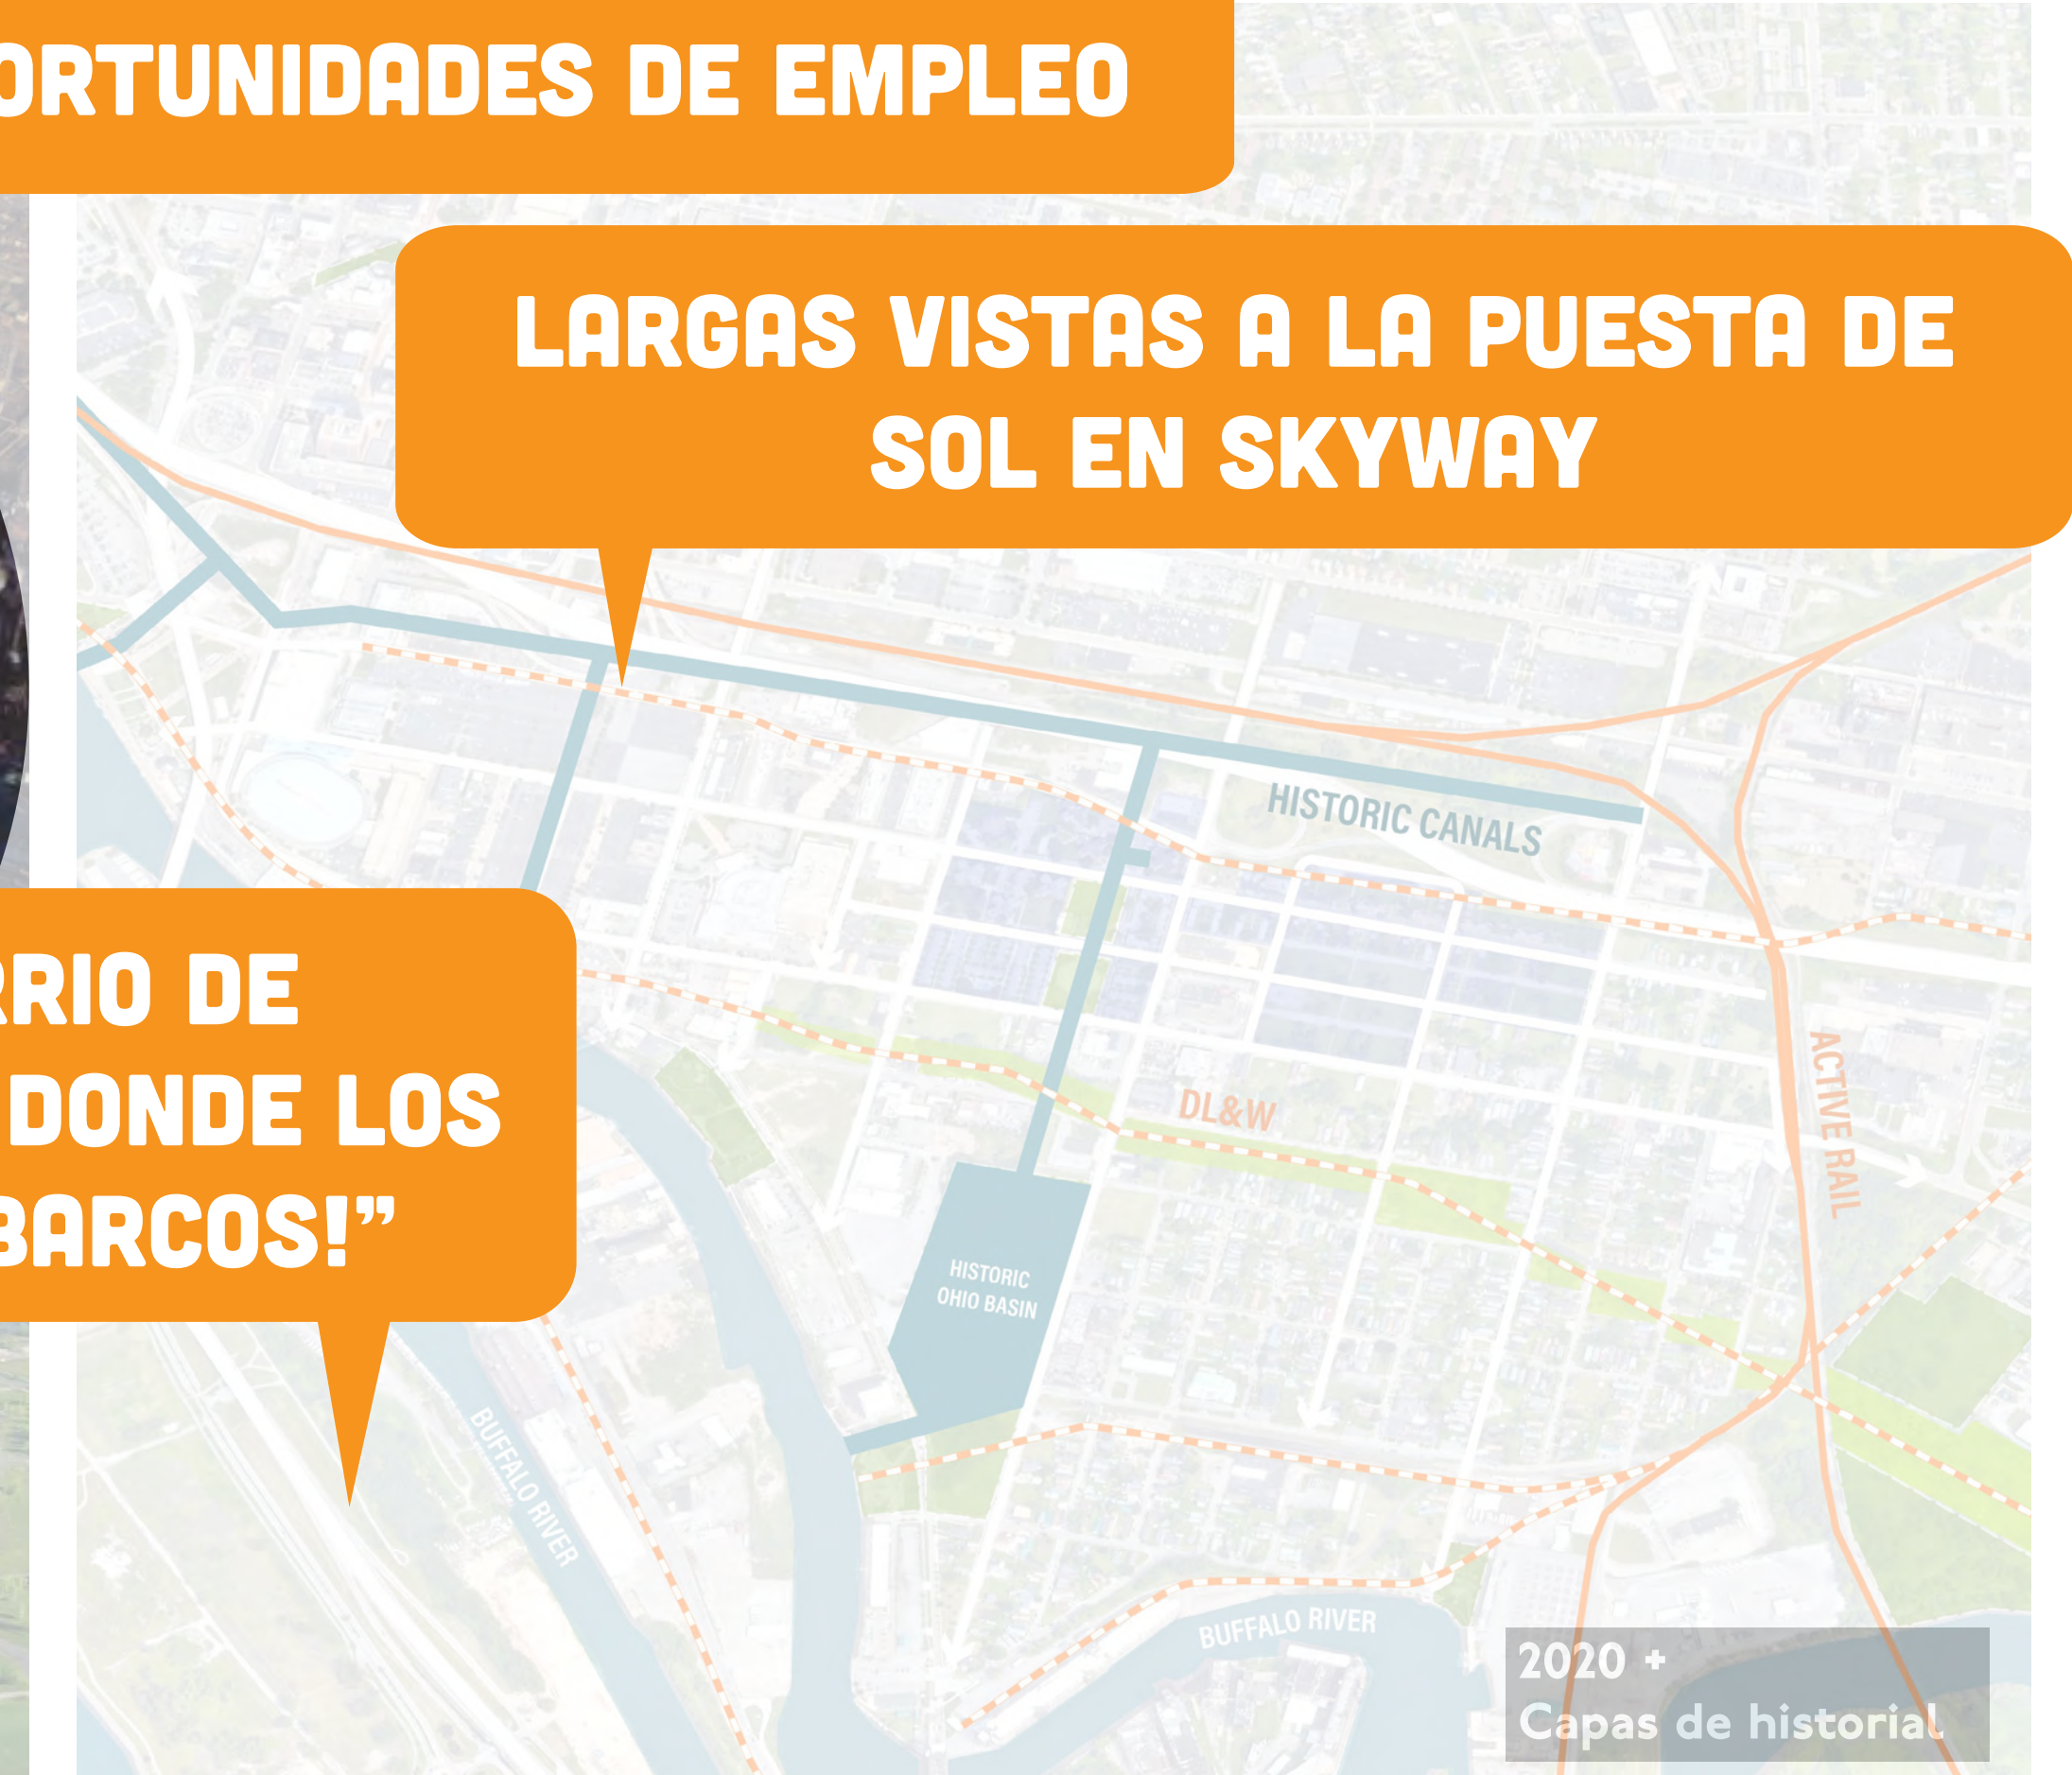 ORTUNIDADES DE EMPLEO
LARGAS VISTAS A LA PUESTA DE
SOL EN SKYWAY
HISTORIC CANALS
RRIO DE
DONDE LOS
BARCOS!”
DL&W
ACTIVE RAIL
HISTORIC
OHIO BASIN
BUFFALO RIVER
BUFFALO RIVER
2020 +
Capas de historial